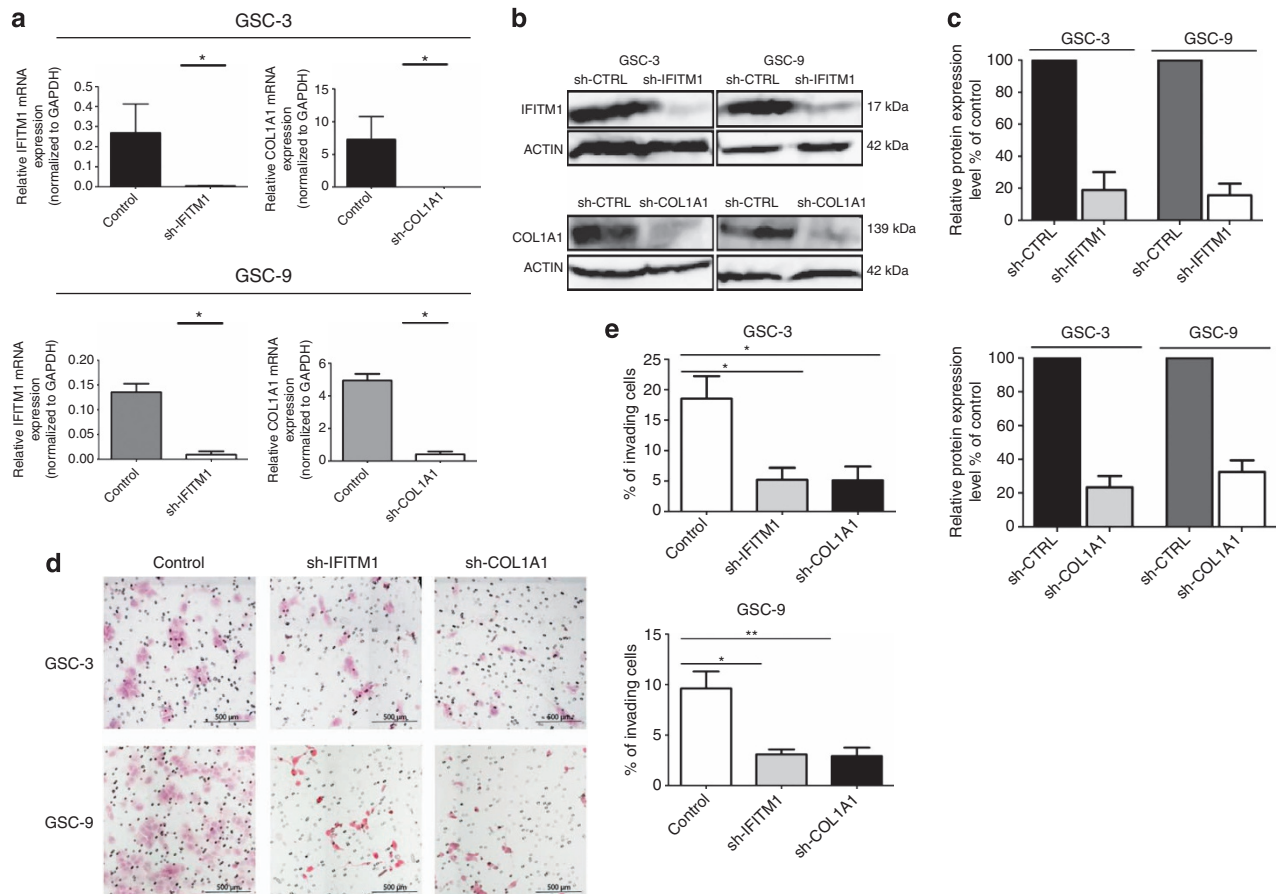 a
GSC-3
*
Relative IFITM1 mRNA
expression
(normalized to GAPDH)
0.5
0.4
0.3
0.2
0.1
0.0
Control
sh-IFITM1
*
Relative COL1A1 mRNA
expression
(normalized to GAPDH)
15
10
5
0
Control
sh-COL1A1
GSC-9
*
Relative IFITM1 mRNA
expression
(normalized to GAPDH)
0.20
0.15
0.10
0.05
0.00
Control
sh-IFITM1
*
Relative COL1A1 mRNA
expression
(normalized to GAPDH)
6
4
2
0
Control
sh-COL1A1
b
GSC-3 GSC-9
sh-CTRL sh-IFITM1 sh-CTRL sh-IFITM1
IFITM1 17 kDa
ACTIN 42 kDa
sh-CTRL sh-COL1A1 sh-CTRL sh-COL1A1
COL1A1 139 kDa
ACTIN 42 kDa
c
GSC-3 GSC-9
Relative protein expression
level % of control
100
80
60
40
20
0
sh-CTRL
sh-IFITM1
sh-CTRL
sh-IFITM1
GSC-3 GSC-9
Relative protein expression
level % of control
100
80
60
40
20
0
sh-CTRL
sh-COL1A1
sh-CTRL
sh-COL1A1
d
Control sh-IFITM1 sh-COL1A1
GSC-3
500 µm 500 µm 600 µm
GSC-9
500 µm 500 µm 500 µm
e
GSC-3
*
*
% of invading cells
25
20
15
10
5
0
Control
sh-IFITM1
sh-COL1A1
GSC-9
**
*
% of invading cells
15
10
5
0
Control
sh-IFITM1
sh-COL1A1